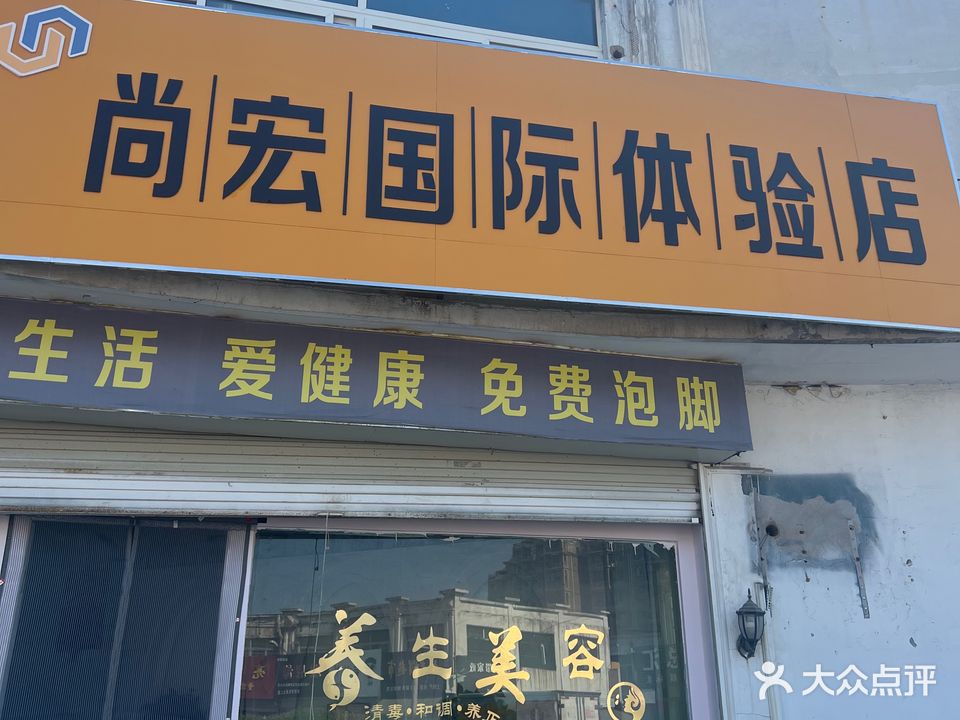 尚宏国际体验店
生活 爱健康 免费泡脚
养生美容
清毒·和调·养
大众点评